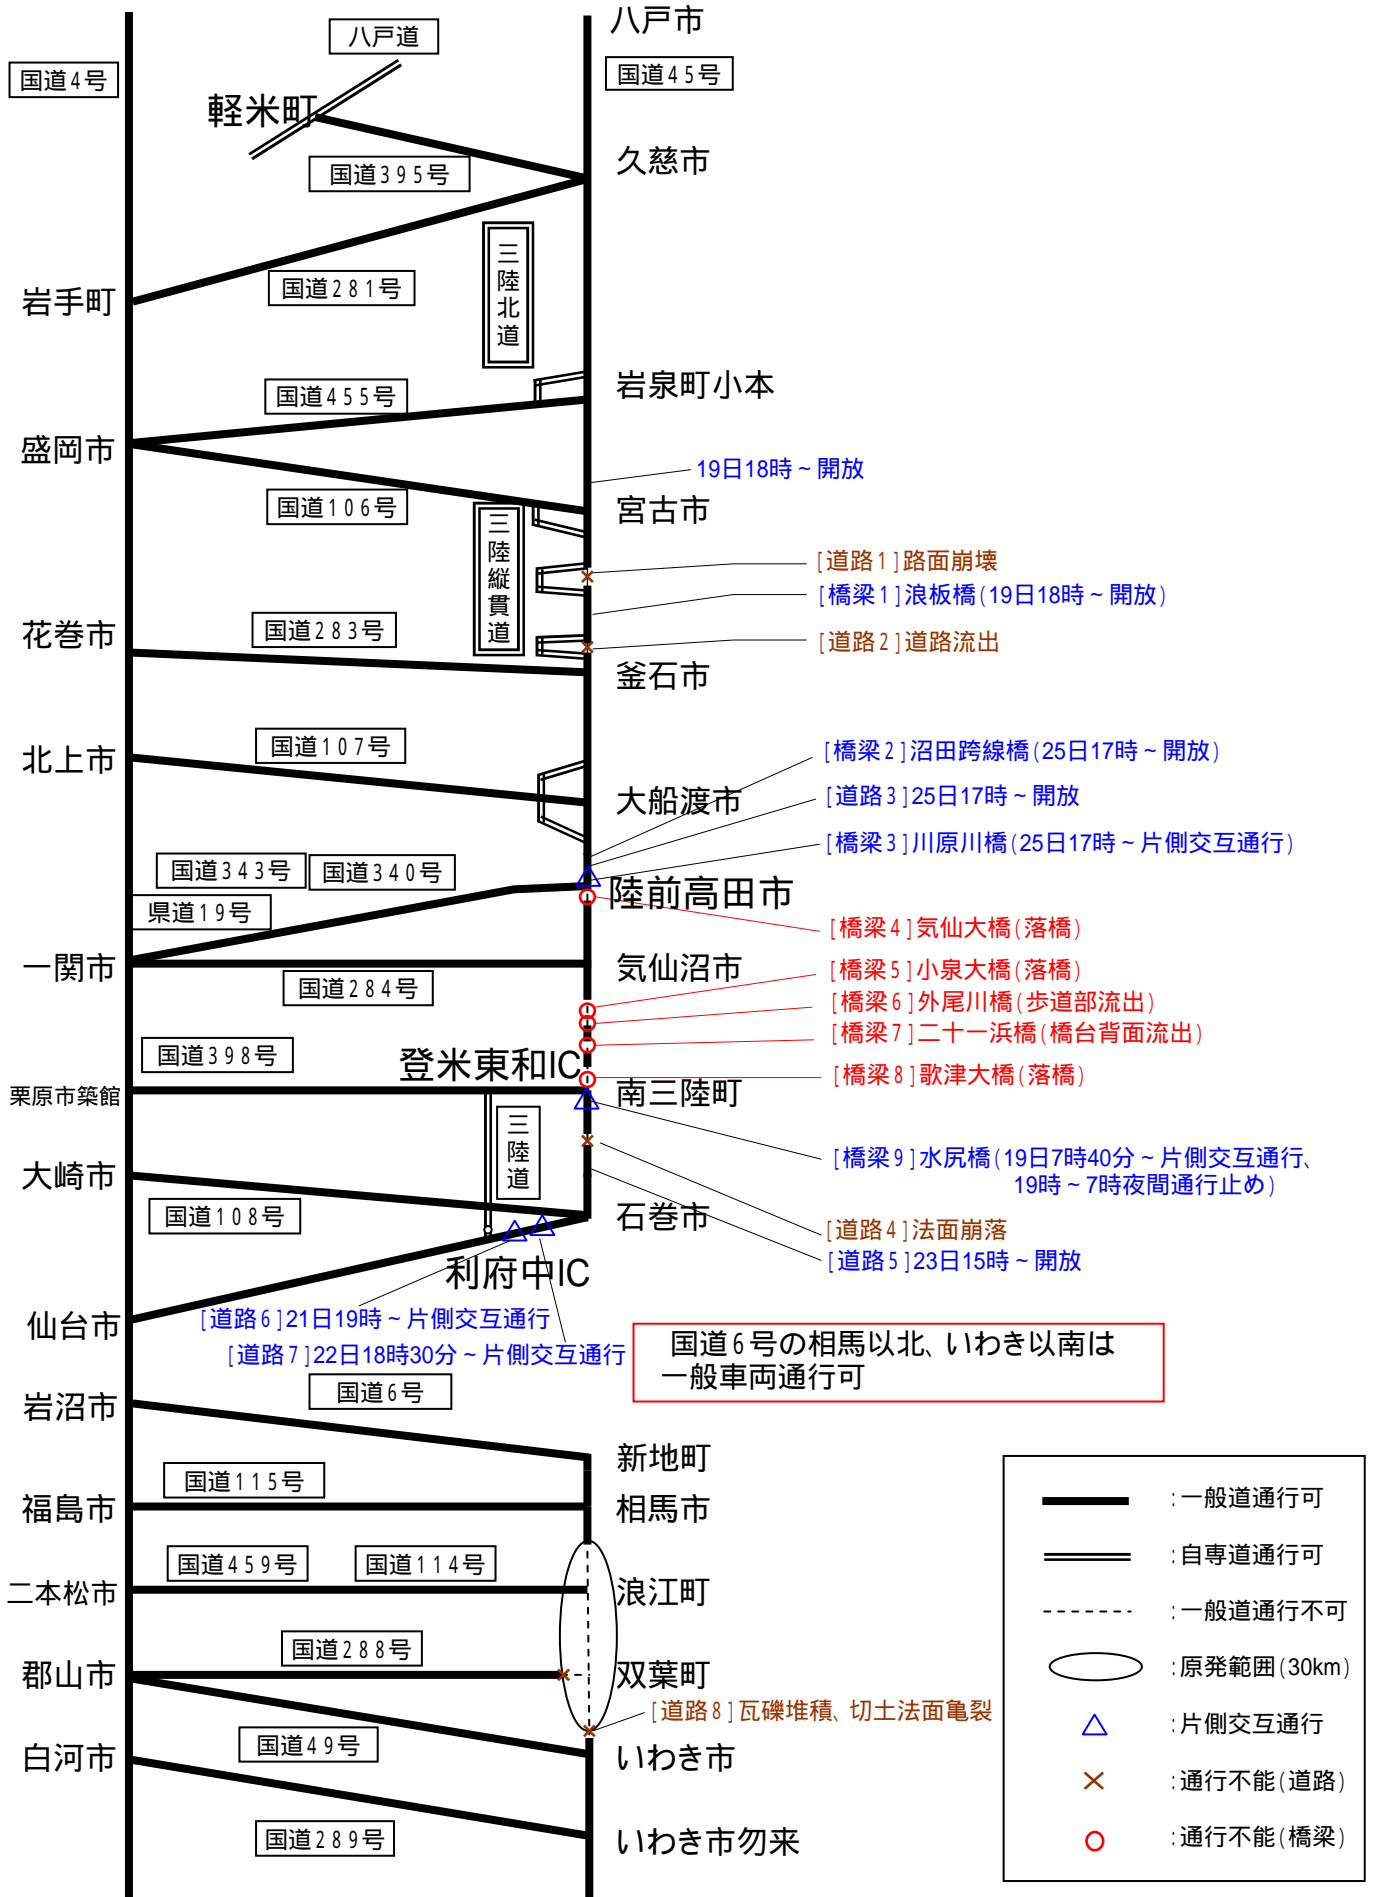 八戸市
八戸道
国道4号
国道45号
軽米町
久慈市
国道395号
三陸北道
国道281号
岩手町
岩泉町小本
国道455号
盛岡市
19日18時~開放
国道106号
宮古市
三陸縦貫道
[道路1]路面崩壊
[橋梁1]浪板橋(19日18時~開放)
国道283号
花巻市
[道路2]道路流出
釜石市
国道107号
北上市
[橋梁2]沼田跨線橋(25日17時~開放)
大船渡市
[道路3]25日17時~開放
[橋梁3]川原川橋(25日17時~片側交互通行)
国道343号
国道340号
陸前高田市
県道19号
[橋梁4]気仙大橋(落橋)
一関市
気仙沼市
国道284号
[橋梁5]小泉大橋(落橋)
[橋梁6]外尾川橋(歩道部流出)
[橋梁7]二十一浜橋(橋台背面流出)
国道398号
登米東和IC
[橋梁8]歌津大橋(落橋)
栗原市築館
南三陸町
三陸道
[橋梁9]水尻橋(19日7時40分~片側交互通行、
19時~7時夜間通行止め)
大崎市
国道108号
石巻市
[道路4]法面崩落
[道路5]23日15時~開放
利府中IC
仙台市
[道路6]21日19時~片側交互通行
[道路7]22日18時30分~片側交互通行
国道6号の相馬以北、いわき以南は
一般車両通行可
国道6号
岩沼市
新地町
国道115号
福島市
相馬市
国道459号
国道114号
二本松市
浪江町
国道288号
郡山市
双葉町
[道路8]瓦礫堆積、切土法面亀裂
国道49号
白河市
いわき市
国道289号
いわき市勿来
:一般道通行可
:自専道通行可
:一般道通行不可
:原発範囲(30km)
:片側交互通行
:通行不能(道路)
:通行不能(橋梁)